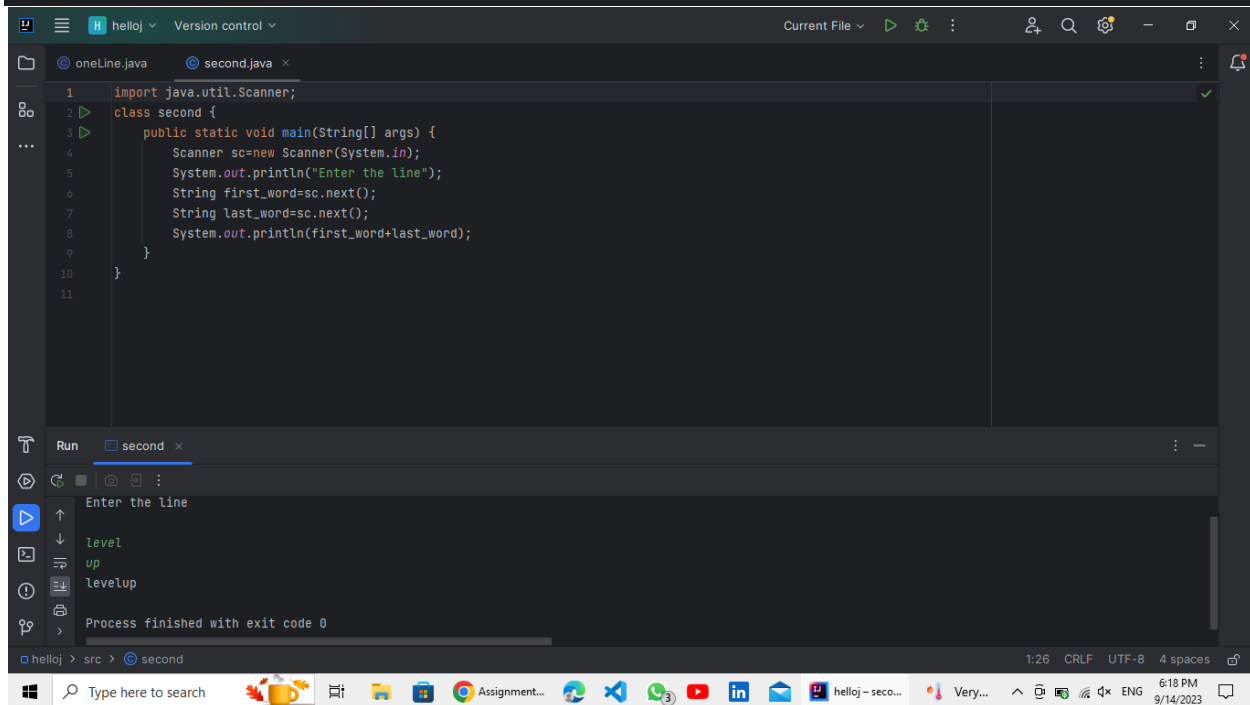 H helloj Version control Current File
oneLine.java second.java
1 import java.util.Scanner;
2 class second {
3 public static void main(String[] args) {
4 Scanner sc=new Scanner(System.in);
5 System.out.println("Enter the line");
6 String first_word=sc.next();
7 String last_word=sc.next();
8 System.out.println(first_word+last_word);
9 }
10 }
11
Run second
Enter the line
level
up
levelup
Process finished with exit code 0
helloj > src > second 1:26 CRLF UTF-8 4 spaces
Type here to search Assignment... 3 helloj – seco... Very... ENG 6:18 PM
9/14/2023